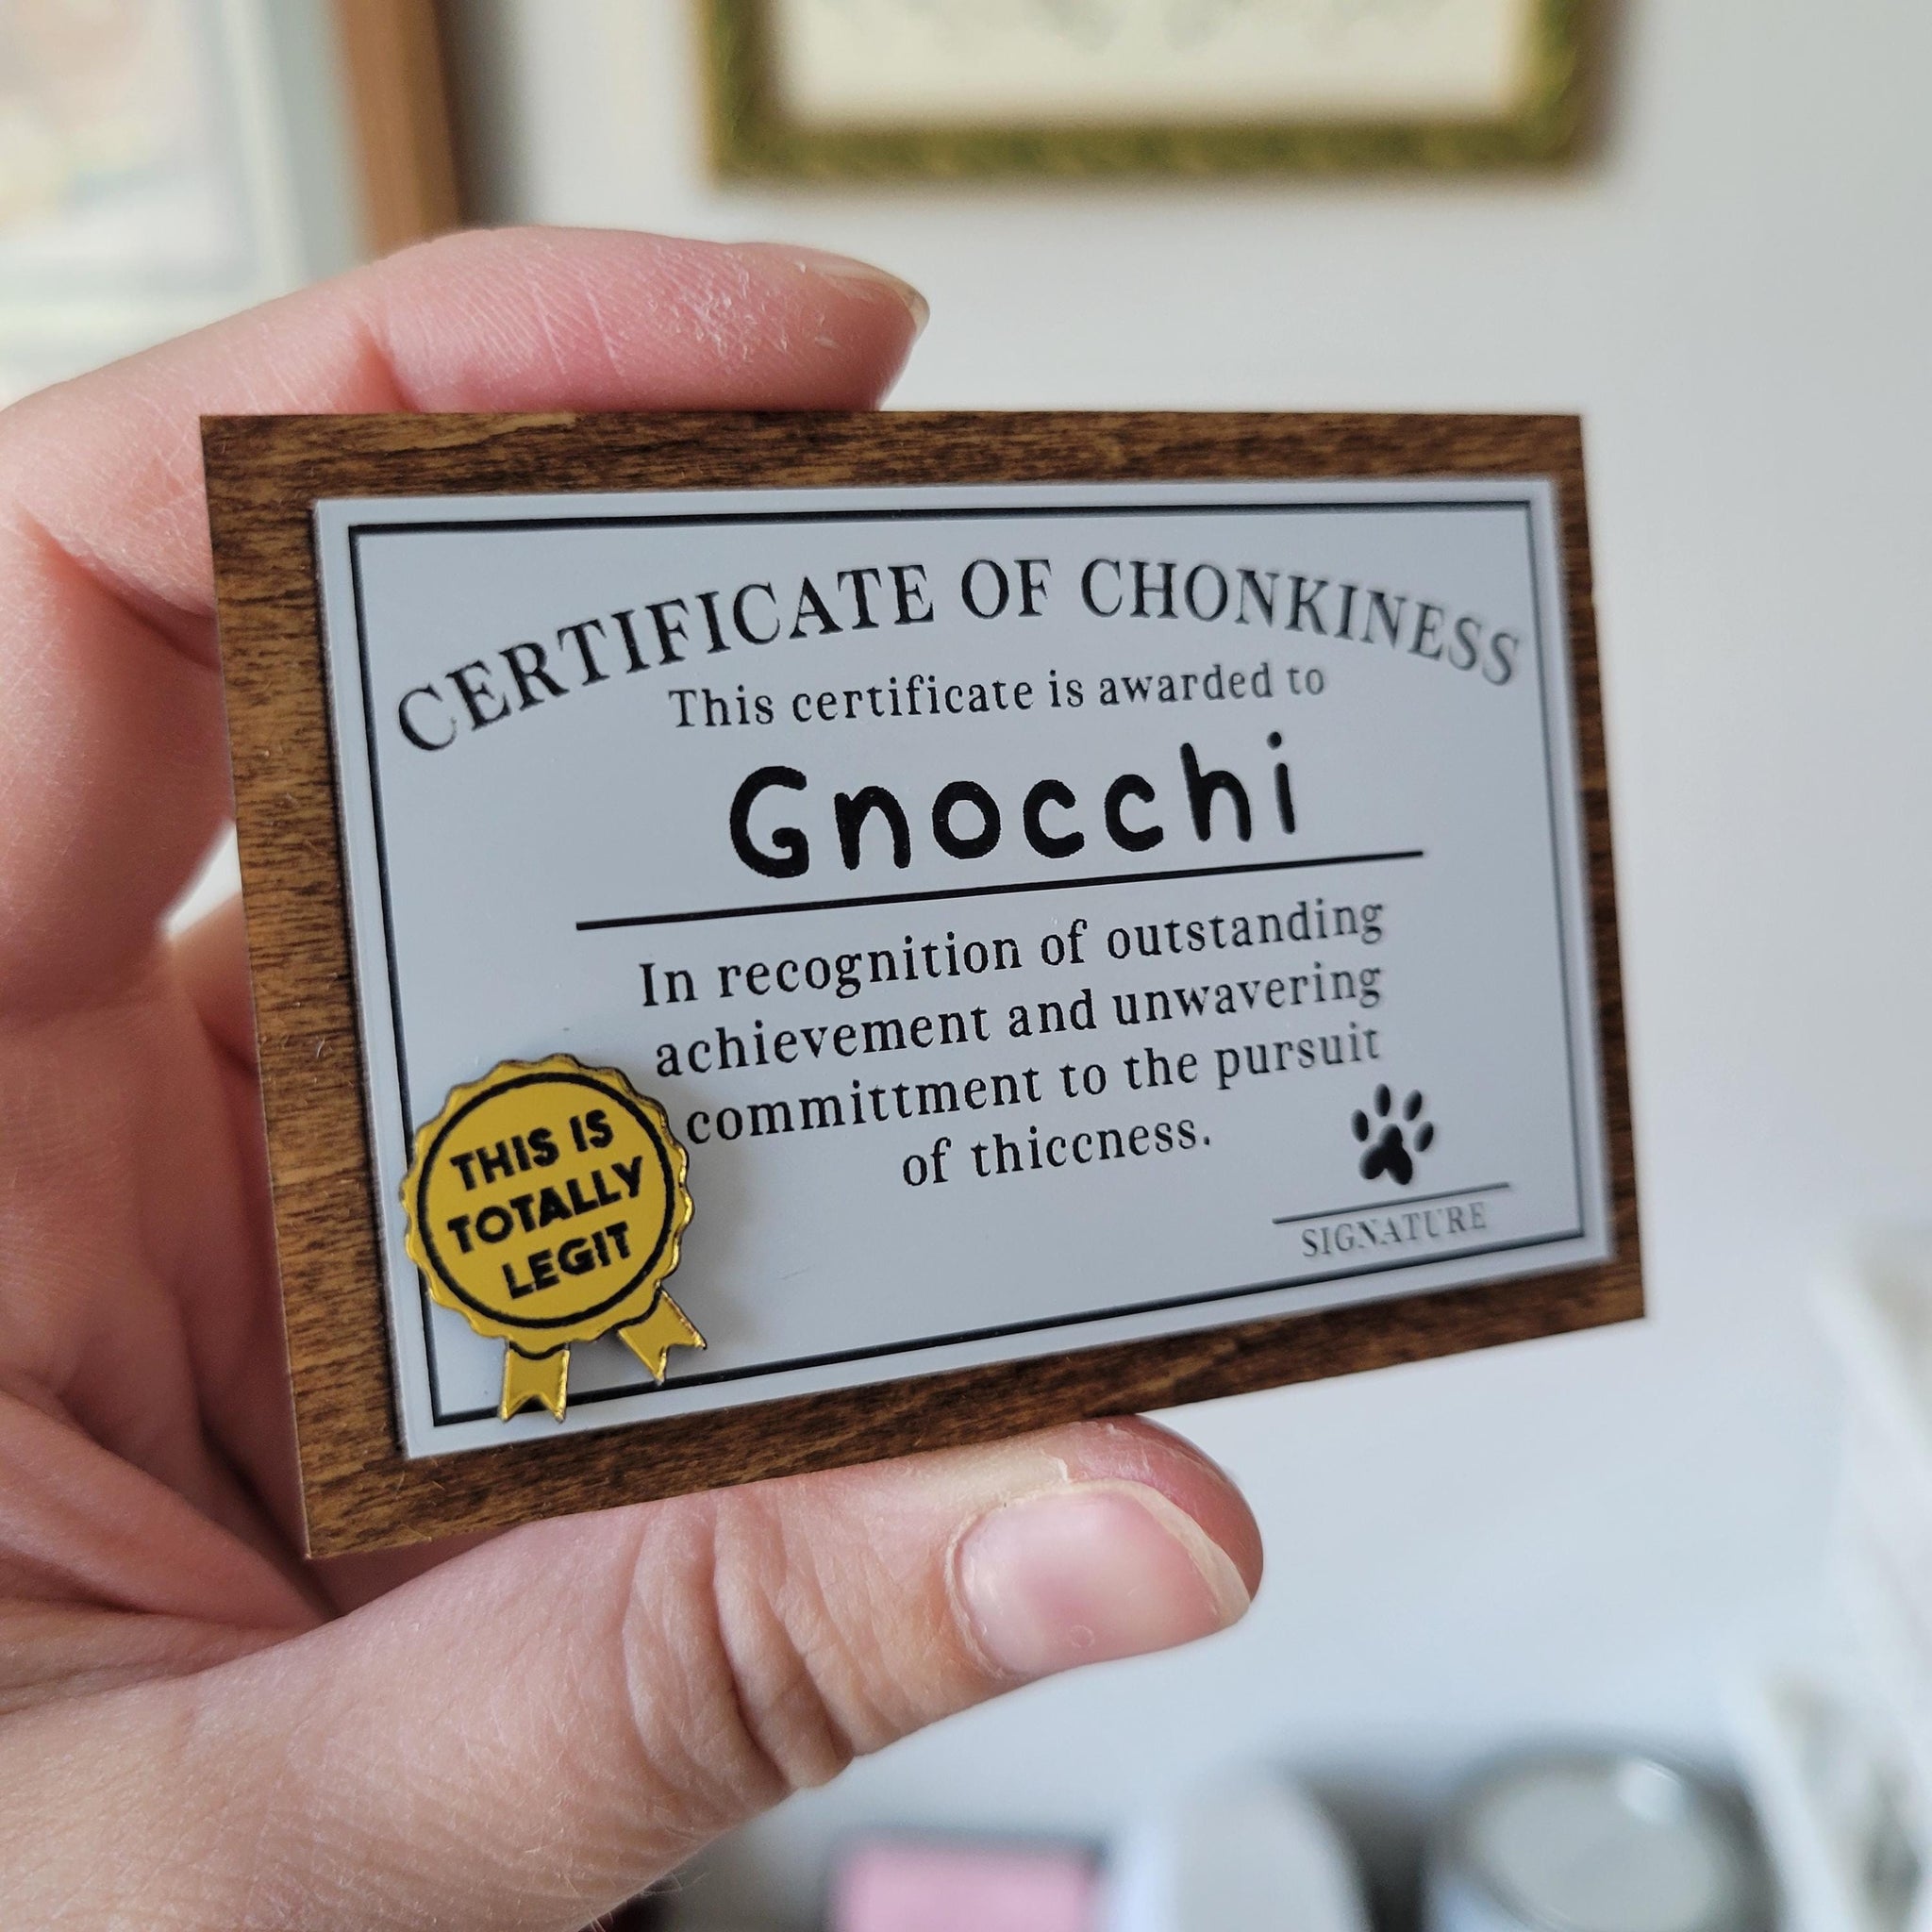 CERTIFICATE OF CHONKINESS
This certificate is awarded to
Gnocchi
In recognition of outstanding
achievement and unwavering
committment to the pursuit
of thiccness.
THIS IS
TOTALLY
LEGIT
SIGNATURE